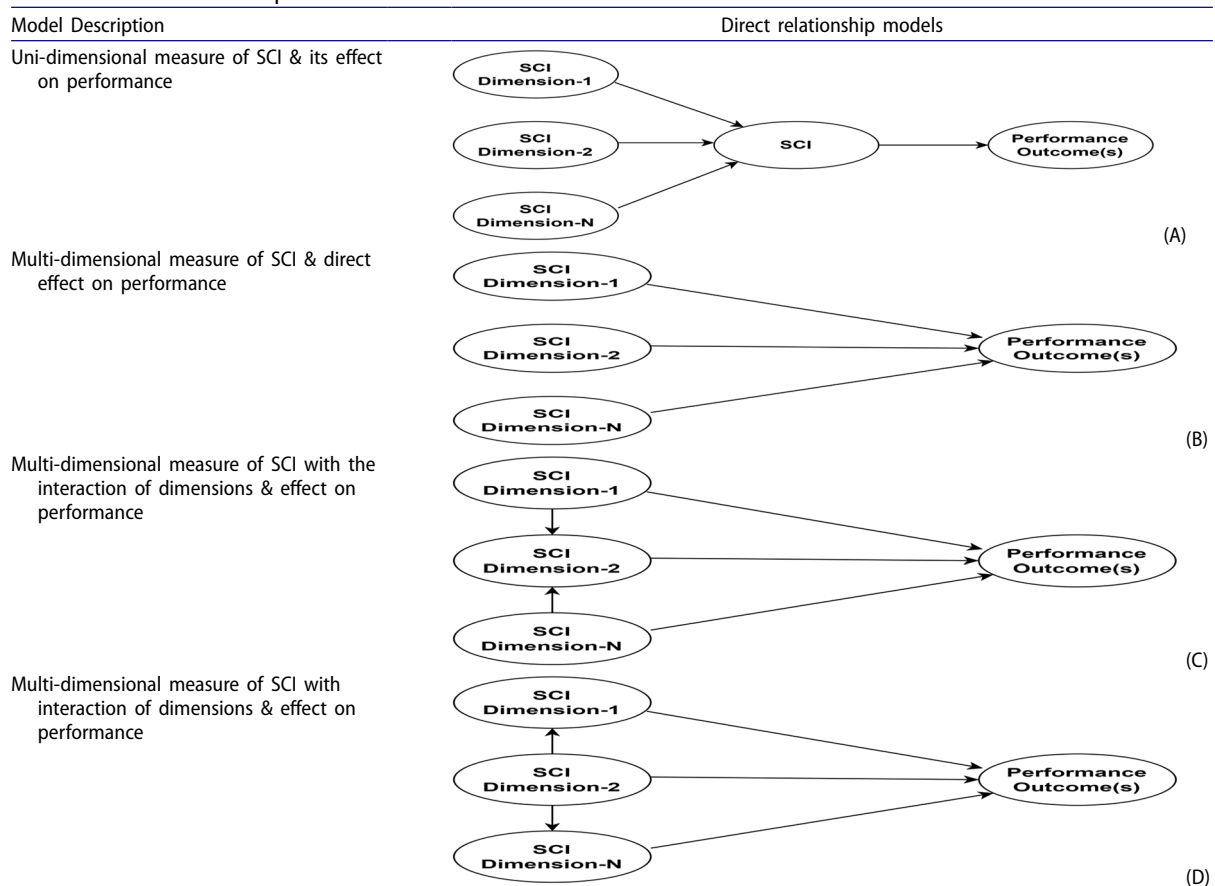 Model Description
Direct relationship models
Uni-dimensional measure of SCI & its effect
on performance
SCI
Dimension-1
SCI
Dimension-2
SCI
Dimension-N
SCI
Performance
Outcome(s)
(A)
Multi-dimensional measure of SCI & direct
effect on performance
SCI
Dimension-1
SCI
Dimension-2
SCI
Dimension-N
Performance
Outcome(s)
(B)
Multi-dimensional measure of SCI with the
interaction of dimensions & effect on
performance
SCI
Dimension-1
SCI
Dimension-2
SCI
Dimension-N
Performance
Outcome(s)
(C)
Multi-dimensional measure of SCI with
interaction of dimensions & effect on
performance
SCI
Dimension-1
SCI
Dimension-2
SCI
Dimension-N
Performance
Outcome(s)
(D)